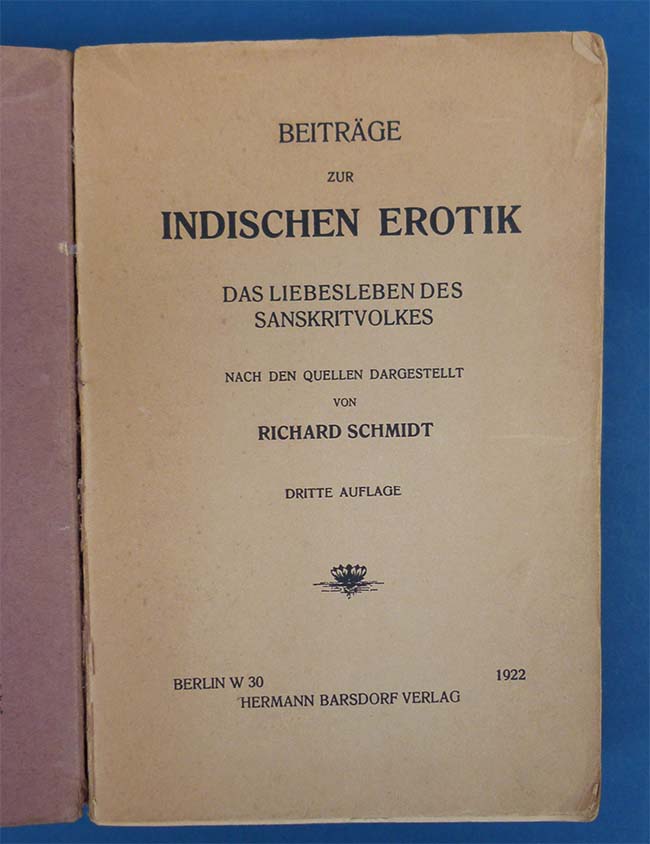 BEITRÄGE
ZUR
INDISCHEN EROTIK
DAS LIEBESLEBEN DES
SANSKRITVOLKES
NACH DEN QUELLEN DARGESTELLT
VON
RICHARD SCHMIDT
DRITTE AUFLAGE
BERLIN W 30 1922
HERMANN BARSDORF VERLAG